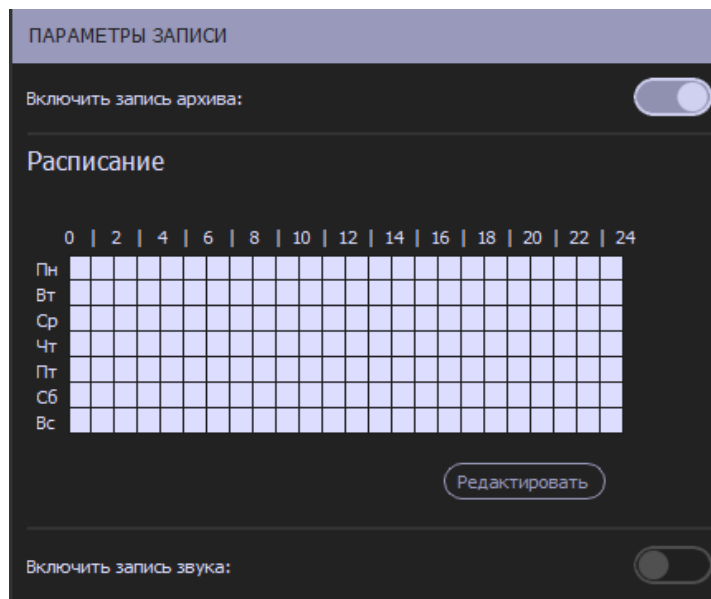 ПАРАМЕТРЫ ЗАПИСИ
Включить запись архива:
Расписание
0 | 2 | 4 | 6 | 8 | 10 | 12 | 14 | 16 | 18 | 20 | 22 | 24
Пн
Вт
Ср
Чт
Пт
Сб
Вс
Редактировать
Включить запись звука: